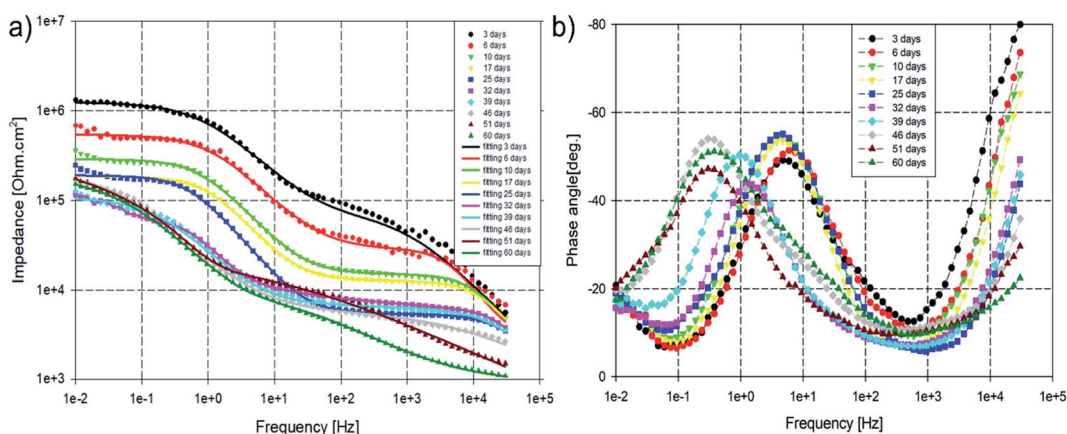 a)
Impedance [Ohm.cm2]
1e+7
1e+6
1e+5
1e+4
1e+3
1e-2 1e-1 1e+0 1e+1 1e+2 1e+3 1e+4 1e+5
Frequency [Hz]
3 days
6 days
10 days
17 days
25 days
32 days
39 days
46 days
51 days
60 days
fitting 3 days
fitting 6 days
fitting 10 days
fitting 17 days
fitting 25 days
fitting 32 days
fitting 39 days
fitting 46 days
fitting 51 days
fitting 60 days
b)
Phase angle[deg.]
-80
-60
-40
-20
0
1e-2 1e-1 1e+0 1e+1 1e+2 1e+3 1e+4 1e+5
Frequency [Hz]
3 days
6 days
10 days
17 days
25 days
32 days
39 days
46 days
51 days
60 days